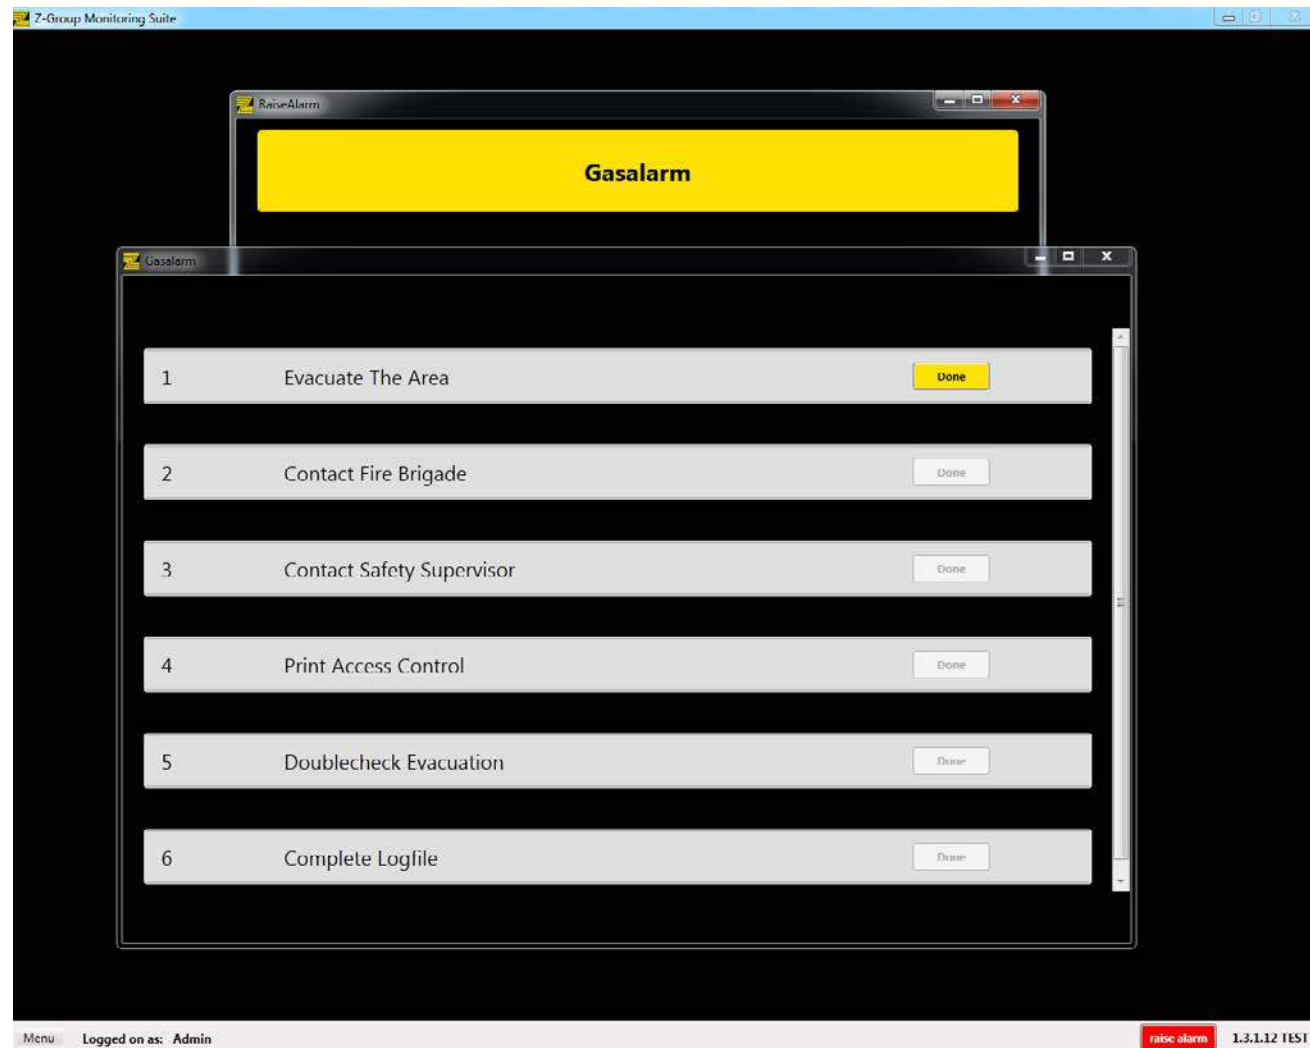 Z-Group Monitoring Suite
RaiseAlarm
Gasalarm
Gasalarm
1 Evacuate The Area Done
2 Contact Fire Brigade Done
3 Contact Safety Supervisor Done
4 Print Access Control Done
5 Doublecheck Evacuation Done
6 Complete Logfile Done
Menu Logged on as: Admin raise alarm 1.3.1.12 TEST